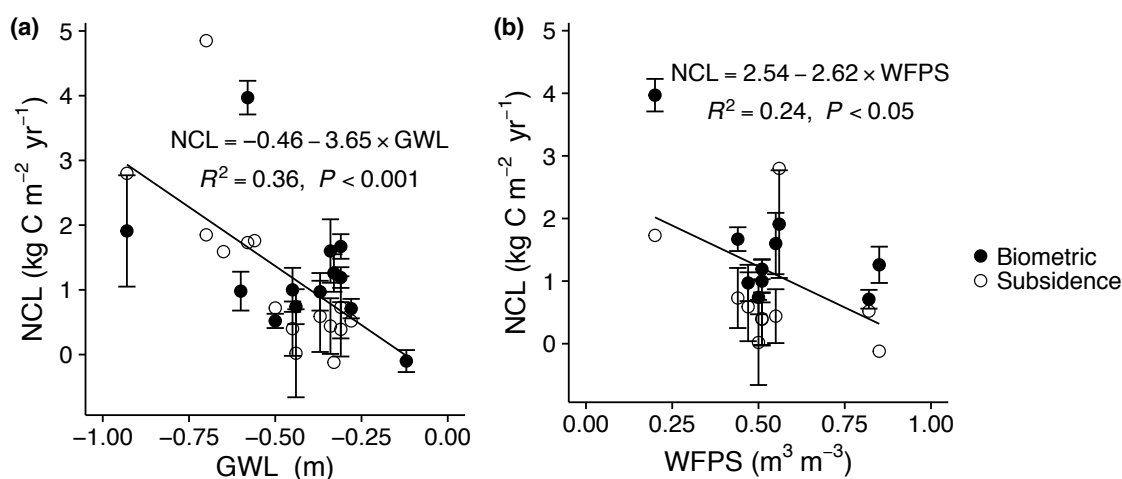 (a)
NCL (kg C m⁻² yr⁻¹)
5
4
3
2
1
0
NCL = −0.46 − 3.65 × GWL
R² = 0.36, P < 0.001
−1.00 −0.75 −0.50 −0.25 0.00
GWL (m)
(b)
NCL (kg C m⁻² yr⁻¹)
5
4
3
2
1
0
NCL = 2.54 − 2.62 × WFPS
R² = 0.24, P < 0.05
0.00 0.25 0.50 0.75 1.00
WFPS (m³ m⁻³)
Biometric
Subsidence